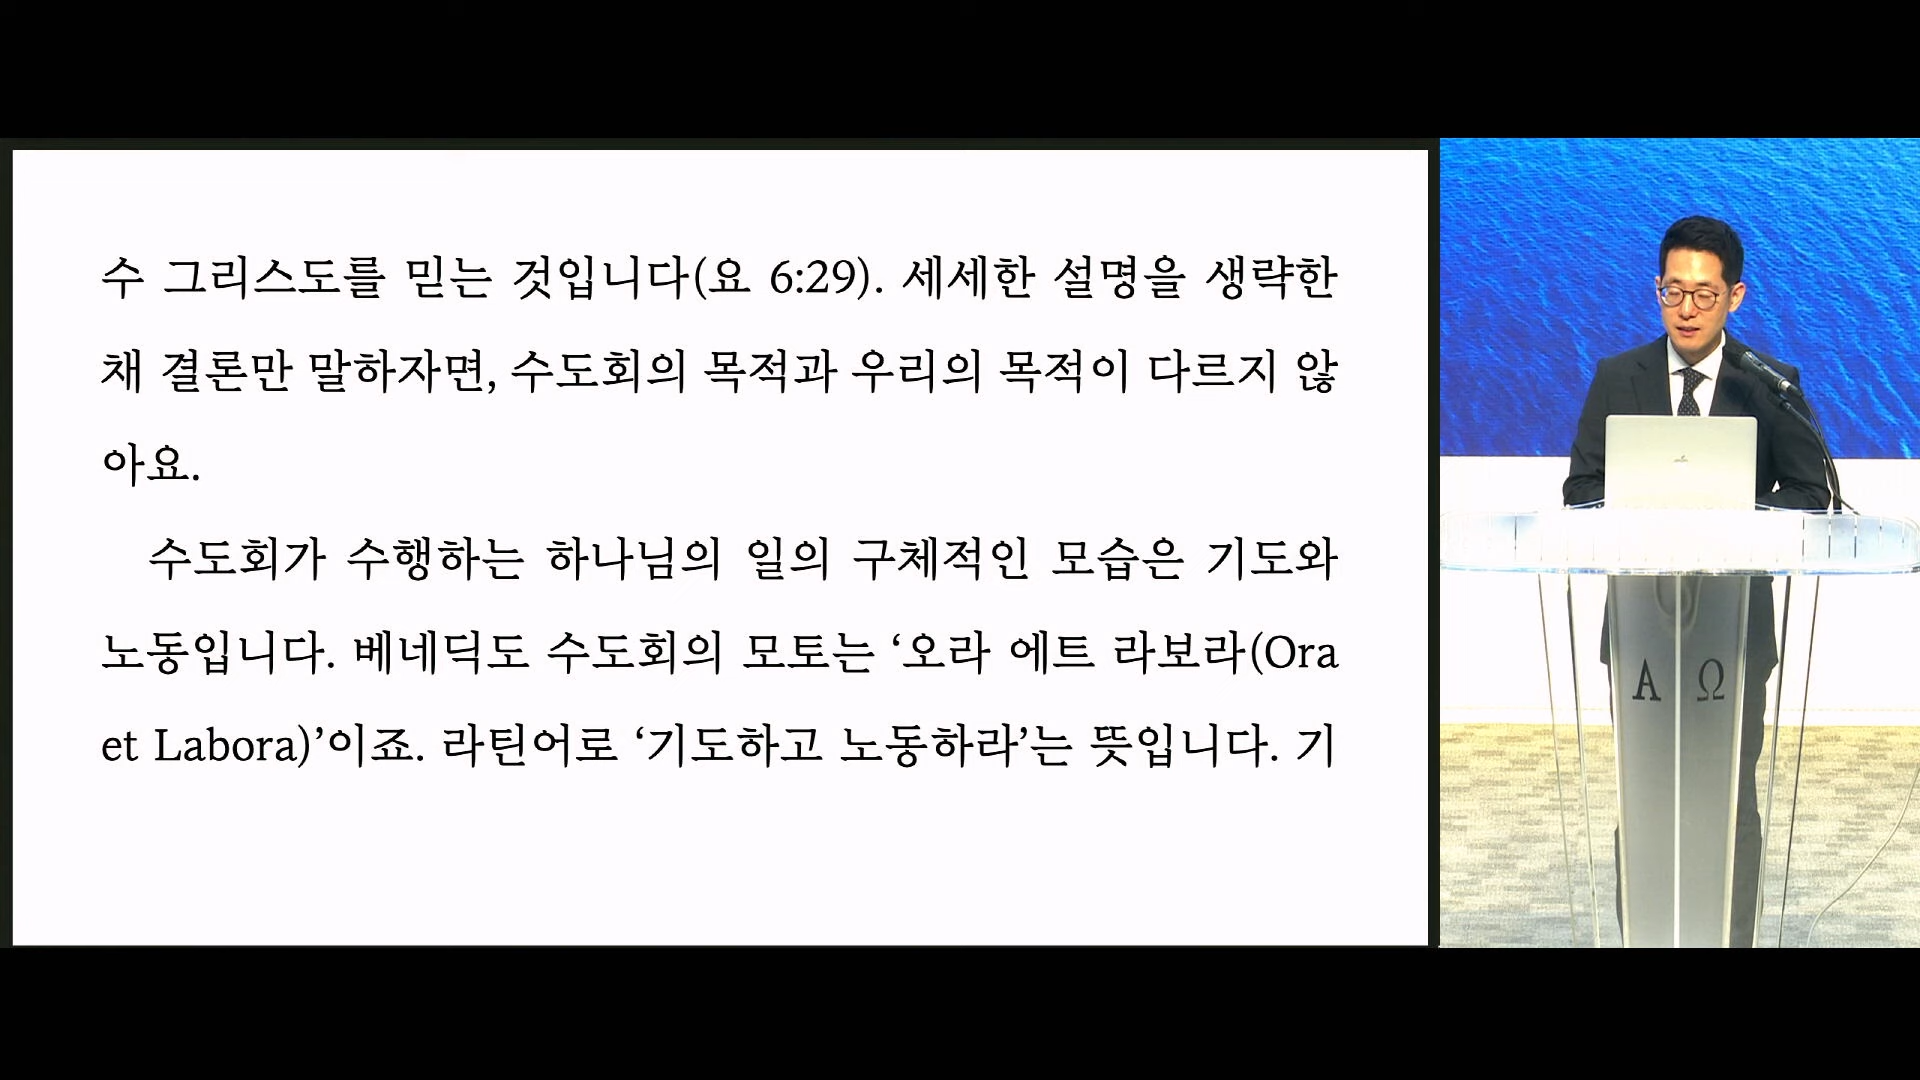 수 그리스도를 믿는 것입니다(요 6:29). 세세한 설명을 생략한
채 결론만 말하자면, 수도회의 목적과 우리의 목적이 다르지 않
아요.
수도회가 수행하는 하나님의 일의 구체적인 모습은 기도와
노동입니다. 베네딕도 수도회의 모토는 ‘오라 에트 라보라(Ora
et Labora)’이죠. 라틴어로 ‘기도하고 노동하라’는 뜻입니다. 기
Α Ω